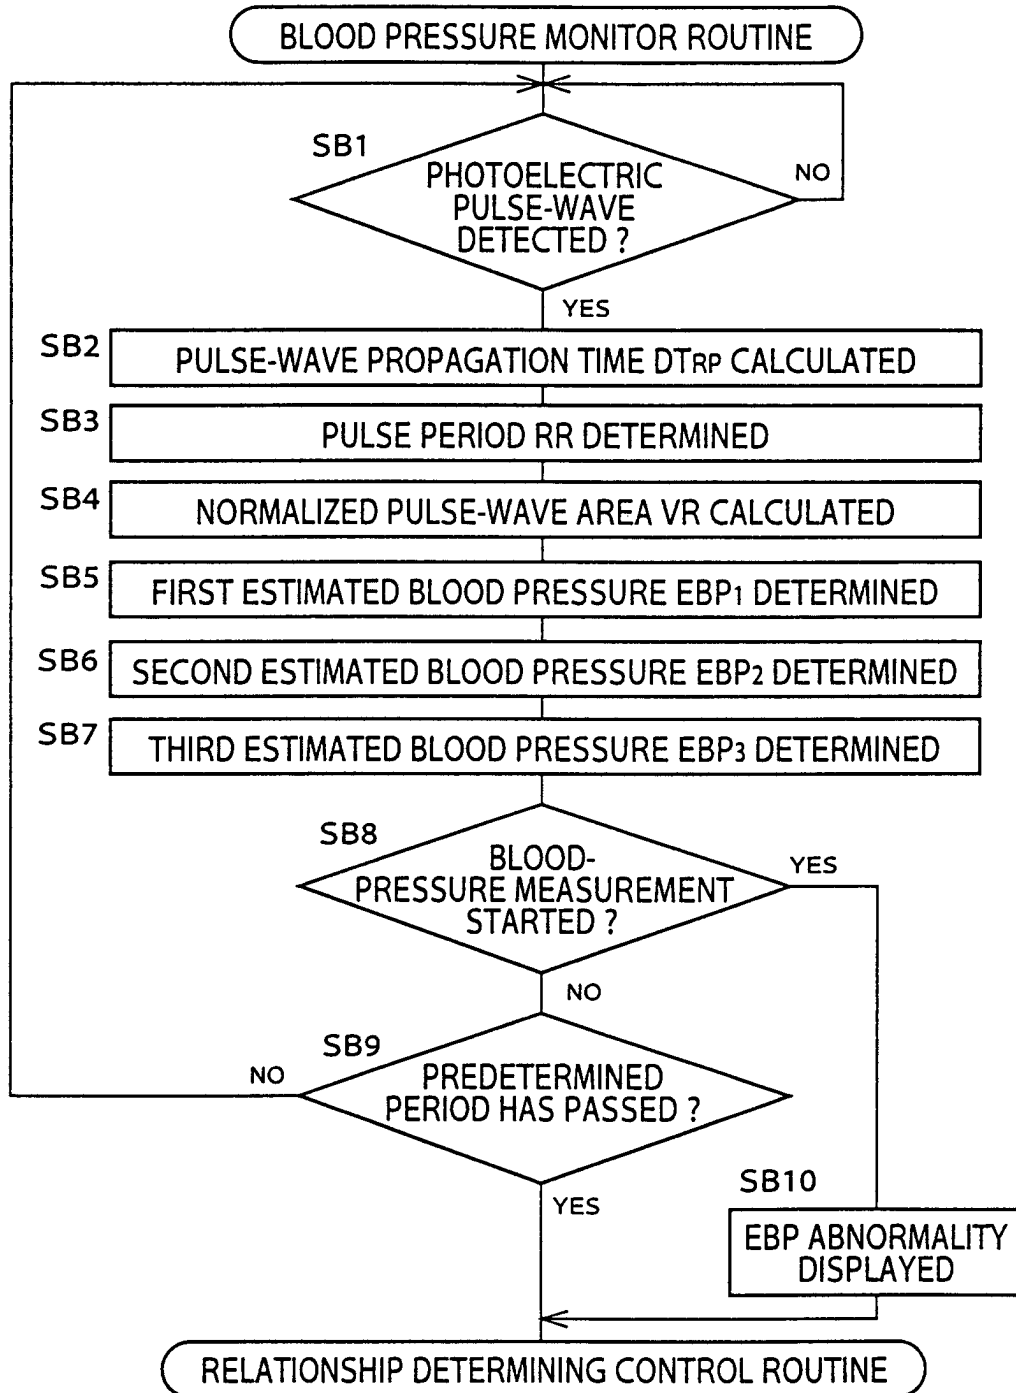 BLOOD PRESSURE MONITOR ROUTINE
SB1
PHOTOELECTRIC
PULSE-WAVE
DETECTED ?
NO
YES
SB2
PULSE-WAVE PROPAGATION TIME DTRP CALCULATED
SB3
PULSE PERIOD RR DETERMINED
SB4
NORMALIZED PULSE-WAVE AREA VR CALCULATED
SB5
FIRST ESTIMATED BLOOD PRESSURE EBP1 DETERMINED
SB6
SECOND ESTIMATED BLOOD PRESSURE EBP2 DETERMINED
SB7
THIRD ESTIMATED BLOOD PRESSURE EBP3 DETERMINED
SB8
BLOOD-
PRESSURE MEASUREMENT
STARTED ?
YES
NO
SB9
PREDETERMINED
PERIOD HAS PASSED ?
NO
YES
SB10
EBP ABNORMALITY
DISPLAYED
RELATIONSHIP DETERMINING CONTROL ROUTINE